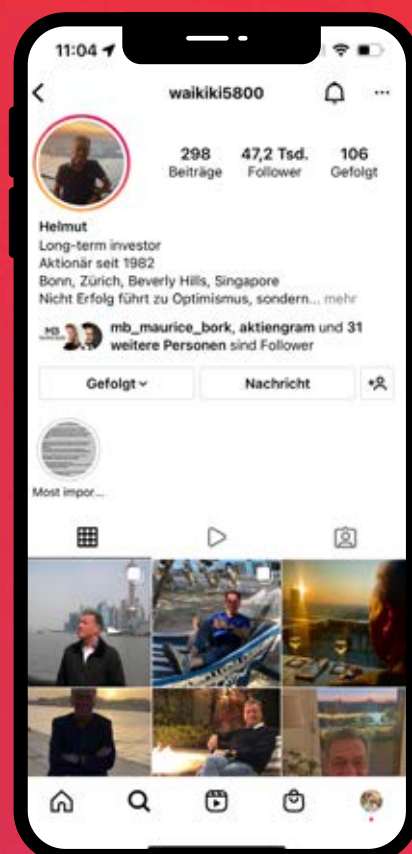 11:04
waikiki5800
298 47,2 Tsd. 106
Beiträge Follower Gefolgt
Helmut
Long-term investor
Aktionär seit 1982
Bonn, Zürich, Beverly Hills, Singapore
Nicht Erfolg führt zu Optimismus, sondern... mehr
mb_maurice_bork, aktiengram und 31
weitere Personen sind Follower
Gefolgt
Nachricht
Most impor...